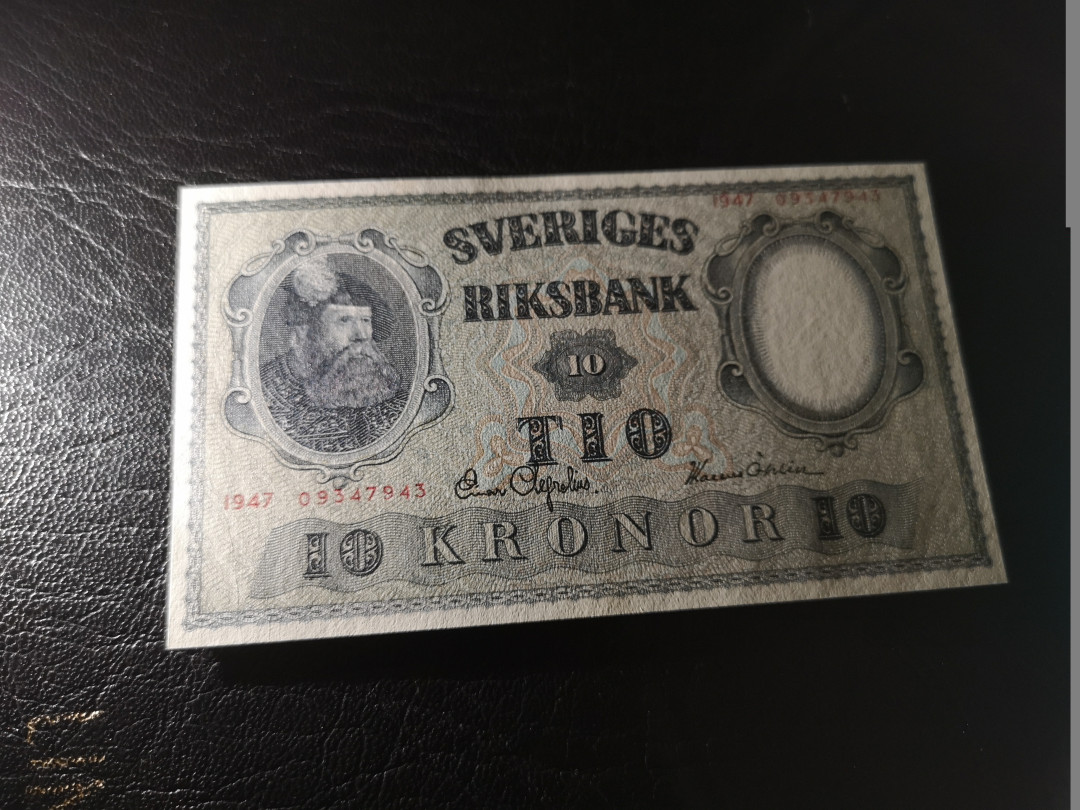 1947 09347943
SVERIGES
RIKSBANK
10
TIO
1947 09347943
10 KRONOR 10